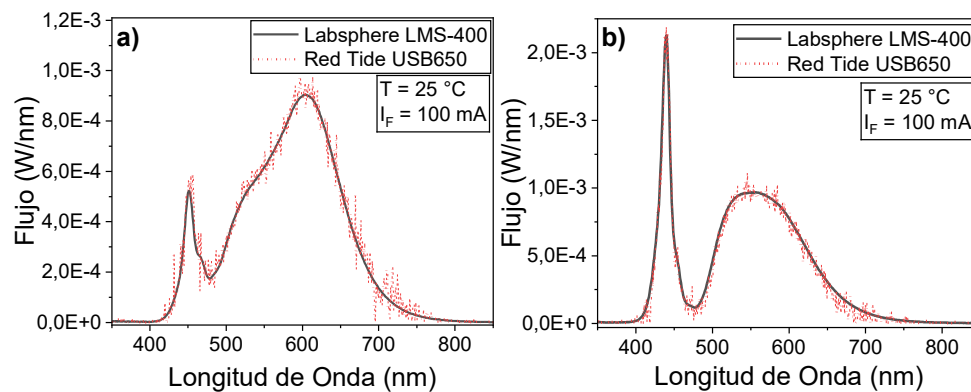 a)
Labsphere LMS-400
Red Tide USB650
T = 25 °C
I_F = 100 mA
Flujo (W/nm)
1,2E-3
1,0E-3
8,0E-4
6,0E-4
4,0E-4
2,0E-4
0,0E+0
400 500 600 700 800
Longitud de Onda (nm)
b)
Labsphere LMS-400
Red Tide USB650
T = 25 °C
I_F = 100 mA
Flujo (W/nm)
2,0E-3
1,5E-3
1,0E-3
5,0E-4
0,0E+0
400 500 600 700 800
Longitud de Onda (nm)